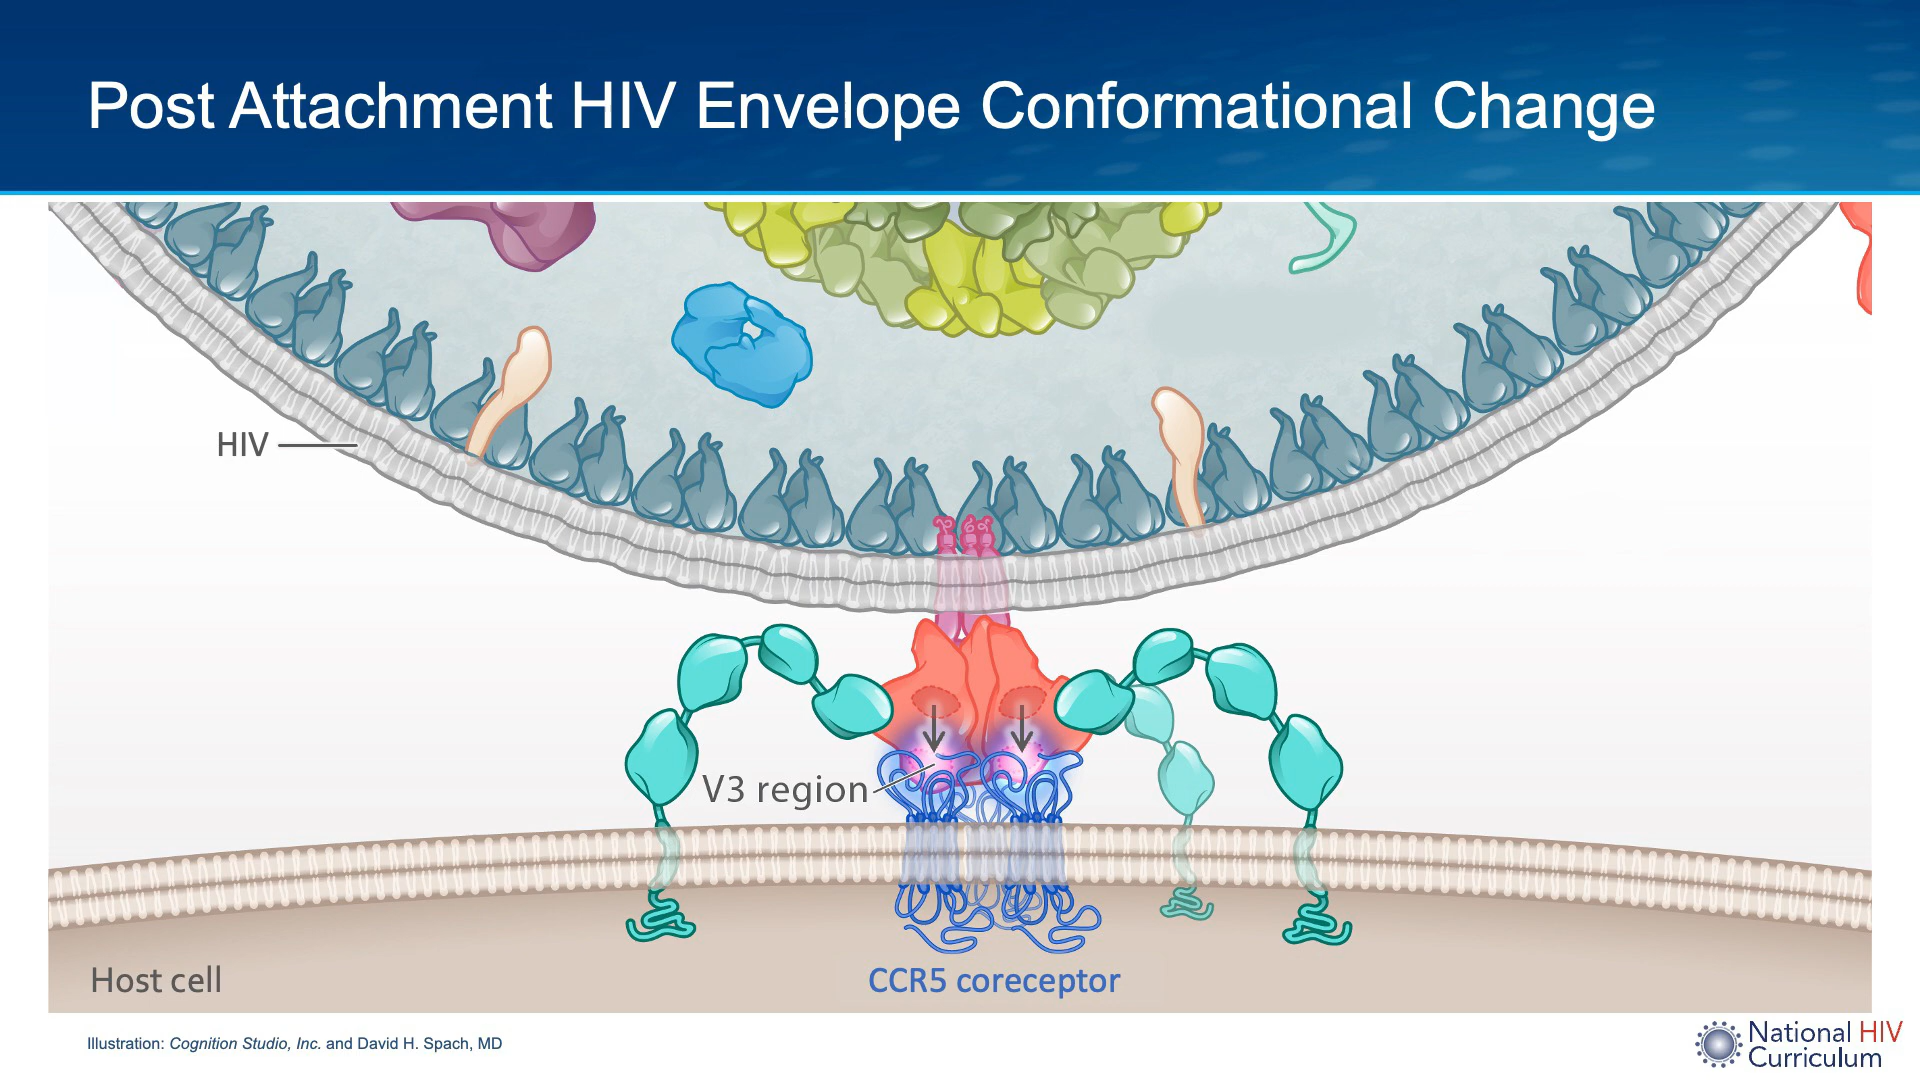 Post Attachment HIV Envelope Conformational Change
HIV
V3 region
Host cell
CCR5 coreceptor
Illustration: Cognition Studio, Inc. and David H. Spach, MD
National HIV
Curriculum